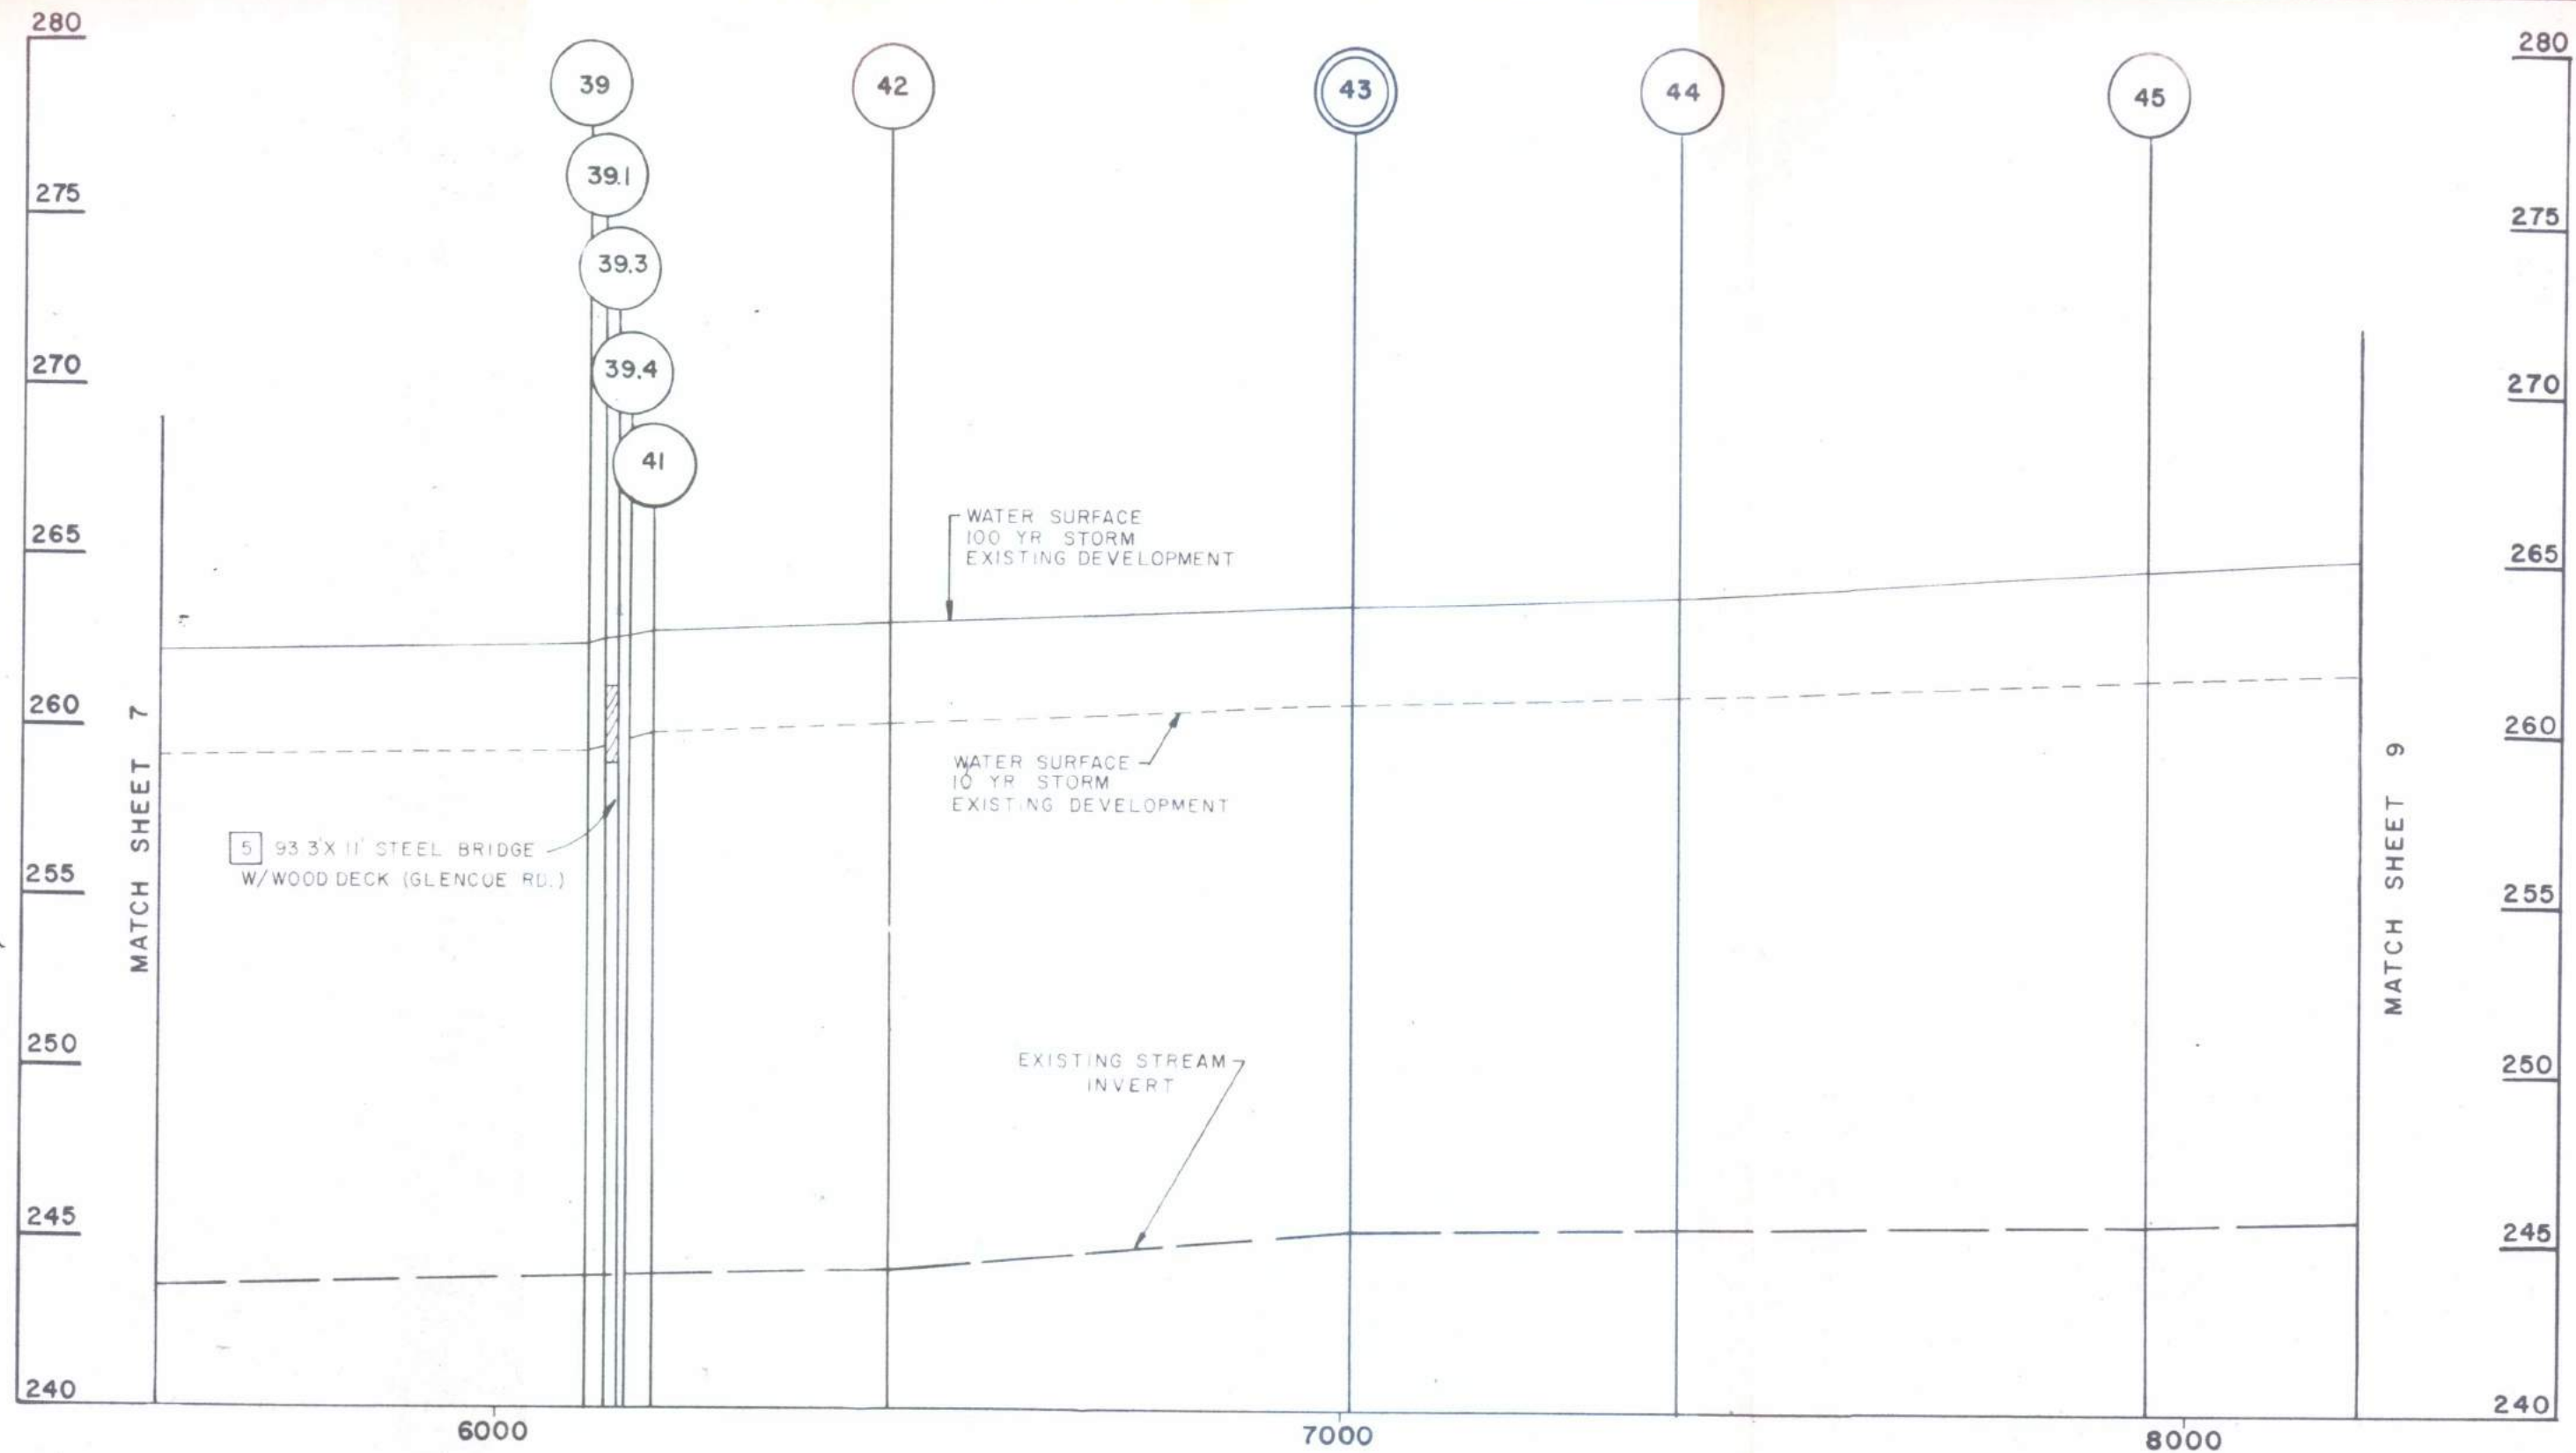 280
275
270
265
260
255
250
245
240
39
39.1
39.3
39.4
41
42
43
44
45
280
275
270
265
260
255
250
245
240
MATCH SHEET 7
WATER SURFACE
100 YR STORM
EXISTING DEVELOPMENT
WATER SURFACE
10 YR STORM
EXISTING DEVELOPMENT
5 93.3'X 11' STEEL BRIDGE
W/WOOD DECK (GLENCOE RD.)
EXISTING STREAM
INVERT
MATCH SHEET 9
6000
7000
8000